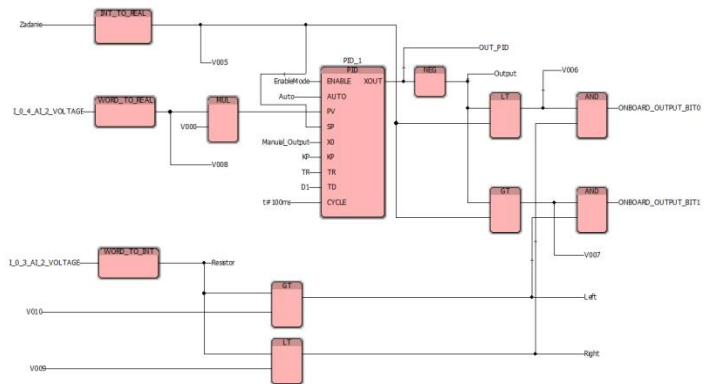 INT_TO_REAL
Zadanie
V005
OUT_PID
PID_1
PID
NEG
EnableMode
ENABLE XOUT
Output
V006
WORD_TO_REAL
MUL
Auto
AUTO
LT
AND
I_0_4_AI_2_VOLTAGE
PV
ONBOARD_OUTPUT_BIT0
V000
SP
Manual_Output
X0
V008
KP
KP
TR
TR
D1
TD
GT
AND
t#100ms
CYCLE
ONBOARD_OUTPUT_BIT1
WORD_TO_INT
V007
I_0_3_AI_2_VOLTAGE
Resistor
GT
Left
V010
LT
Right
V009